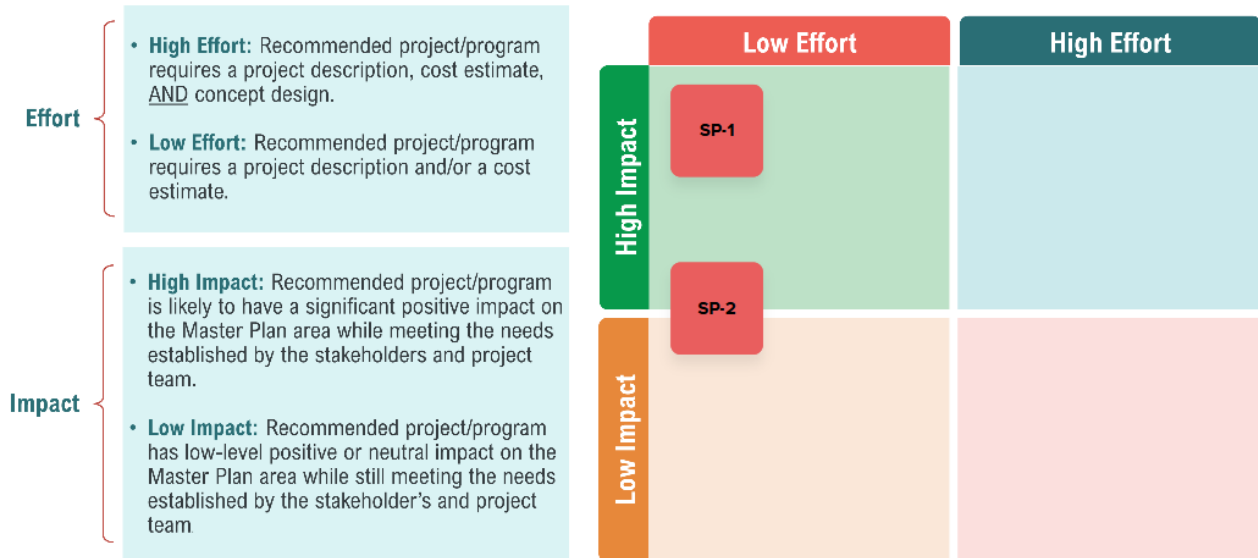 Effort
• High Effort: Recommended project/program
requires a project description, cost estimate,
AND concept design.
• Low Effort: Recommended project/program
requires a project description and/or a cost
estimate.
Impact
• High Impact: Recommended project/program
is likely to have a significant positive impact on
the Master Plan area while meeting the needs
established by the stakeholders and project
team.
• Low Impact: Recommended project/program
has low-level positive or neutral impact on the
Master Plan area while still meeting the needs
established by the stakeholder's and project
team.
Low Effort
High Effort
High Impact
SP-1
SP-2
Low Impact